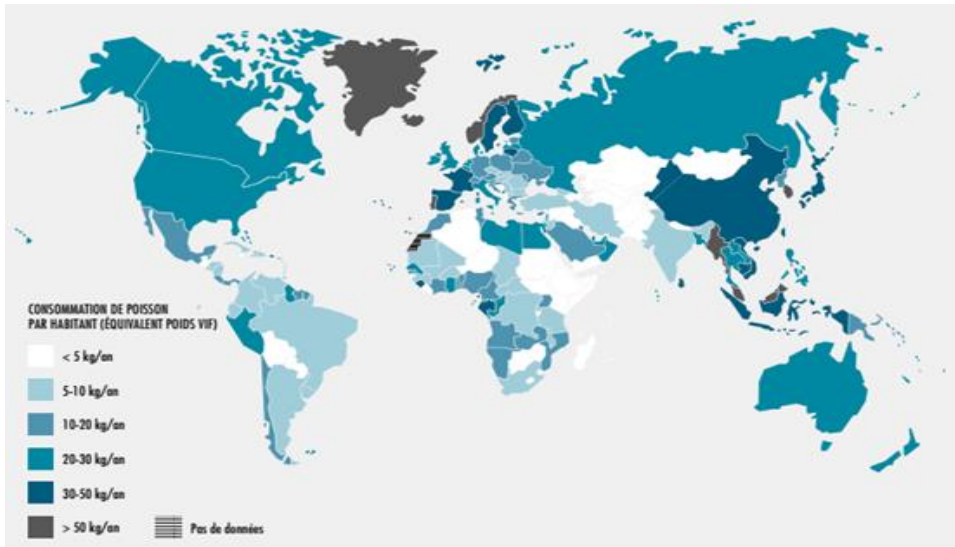 CONSOMMATION DE POISSON
PAR HABITANT (ÉQUIVALENT POIDS VIF)
< 5 kg/an
5-10 kg/an
10-20 kg/an
20-30 kg/an
30-50 kg/an
> 50 kg/an
Pas de données